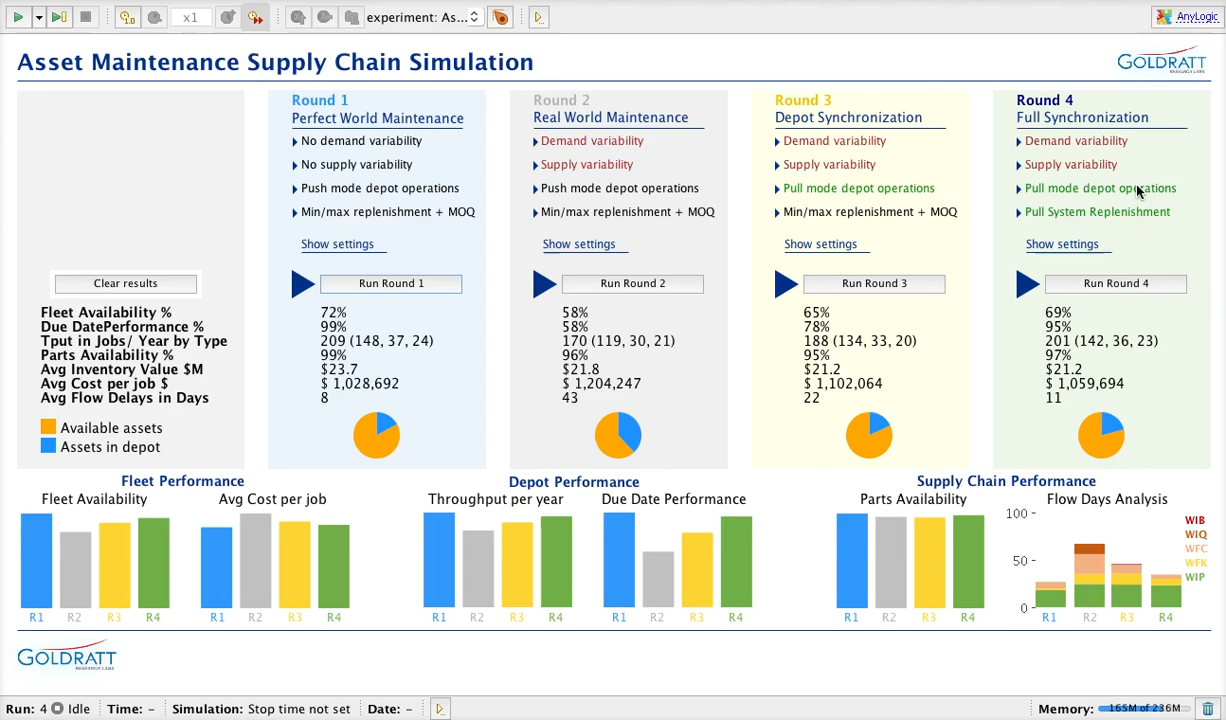 x1
experiment: As...
AnyLogic
Asset Maintenance Supply Chain Simulation
GOLDRATT
RESEARCH LABS
Round 1
Perfect World Maintenance
No demand variability
No supply variability
Push mode depot operations
Min/max replenishment + MOQ
Show settings
Run Round 1
Round 2
Real World Maintenance
Demand variability
Supply variability
Push mode depot operations
Min/max replenishment + MOQ
Show settings
Run Round 2
Round 3
Depot Synchronization
Demand variability
Supply variability
Pull mode depot operations
Min/max replenishment + MOQ
Show settings
Run Round 3
Round 4
Full Synchronization
Demand variability
Supply variability
Pull mode depot operations
Pull System Replenishment
Show settings
Run Round 4
Clear results
Fleet Availability % 72% 58% 65% 69%
Due DatePerformance % 99% 58% 78% 95%
Tput in Jobs/ Year by Type 209 (148, 37, 24) 170 (119, 30, 21) 188 (134, 33, 20) 201 (142, 36, 23)
Parts Availability % 99% 96% 95% 97%
Avg Inventory Value $M $23.7 $21.8 $21.2 $21.2
Avg Cost per job $ $ 1,028,692 $ 1,204,247 $ 1,102,064 $ 1,059,694
Avg Flow Delays in Days 8 43 22 11
Available assets
Assets in depot
Fleet Performance
Fleet Availability
R1 R2 R3 R4
Avg Cost per job
R1 R2 R3 R4
Depot Performance
Throughput per year
R1 R2 R3 R4
Due Date Performance
R1 R2 R3 R4
Supply Chain Performance
Parts Availability
R1 R2 R3 R4
Flow Days Analysis
100
50
0
R1 R2 R3 R4
WIB
WIQ
WFC
WFK
WIP
GOLDRATT
RESEARCH LABS
Run: 4 Idle Time: – Simulation: Stop time not set Date: – Memory: 165M of 236M